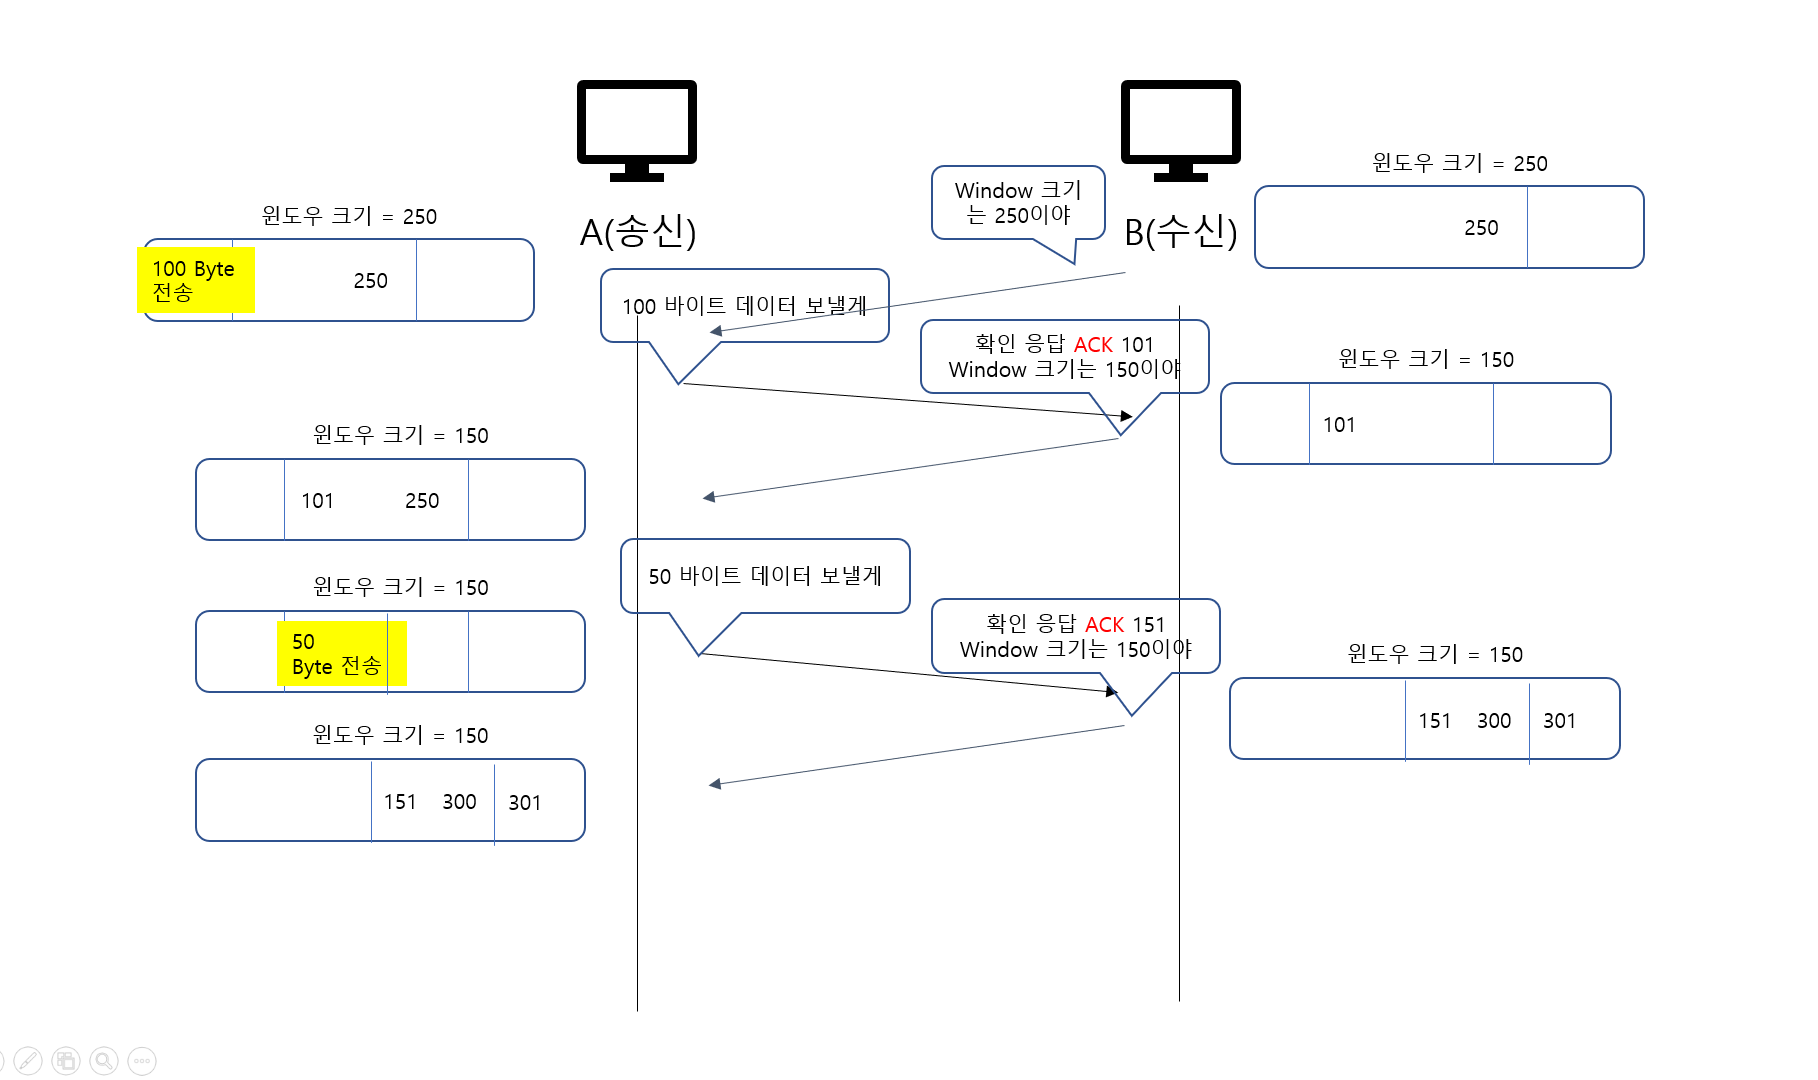 윈도우 크기 = 250
Window 크기
는 250이야
윈도우 크기 = 250
A(송신)
B(수신)
250
100 Byte
전송
250
100 바이트 데이터 보낼게
확인 응답 ACK 101
Window 크기는 150이야
윈도우 크기 = 150
101
윈도우 크기 = 150
101
250
50 바이트 데이터 보낼게
윈도우 크기 = 150
확인 응답 ACK 151
Window 크기는 150이야
50
Byte 전송
윈도우 크기 = 150
151 300 301
윈도우 크기 = 150
151 300 301